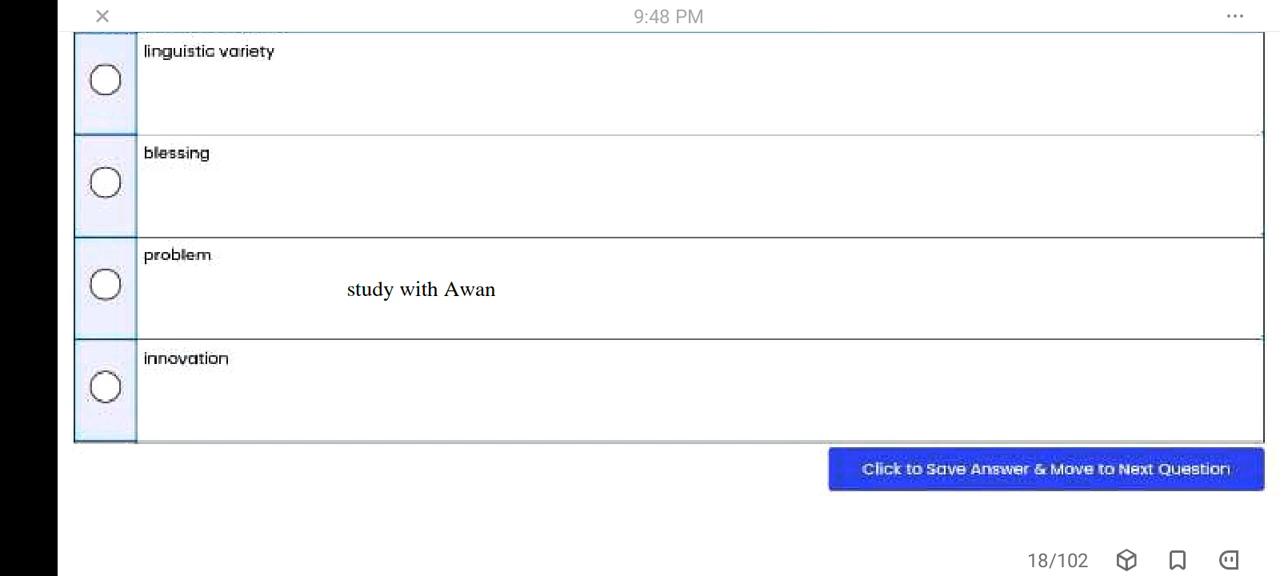 9:48 PM
linguistic variety
blessing
problem
study with Awan
innovation
Click to Save Answer & Move to Next Question
18/102